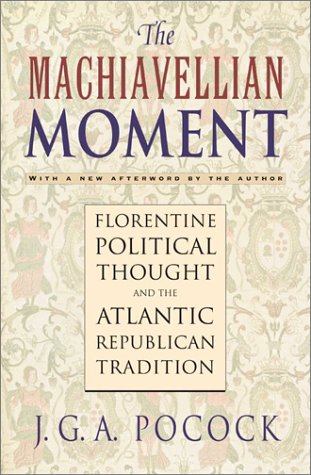 The
MACHIAVELLIAN
MOMENT
WITH A NEW AFTERWORD BY THE AUTHOR
FLORENTINE
POLITICAL
THOUGHT
AND THE
ATLANTIC
REPUBLICAN
TRADITION
J. G. A. POCOCK